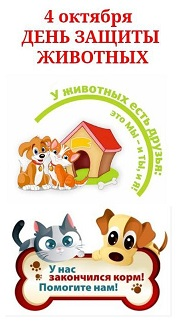 4 октября
ДЕНЬ ЗАЩИТЫ
ЖИВОТНЫХ
У животных есть друзья:
это мы – и ты, и я!
У нас
закончился корм!
Помогите нам!